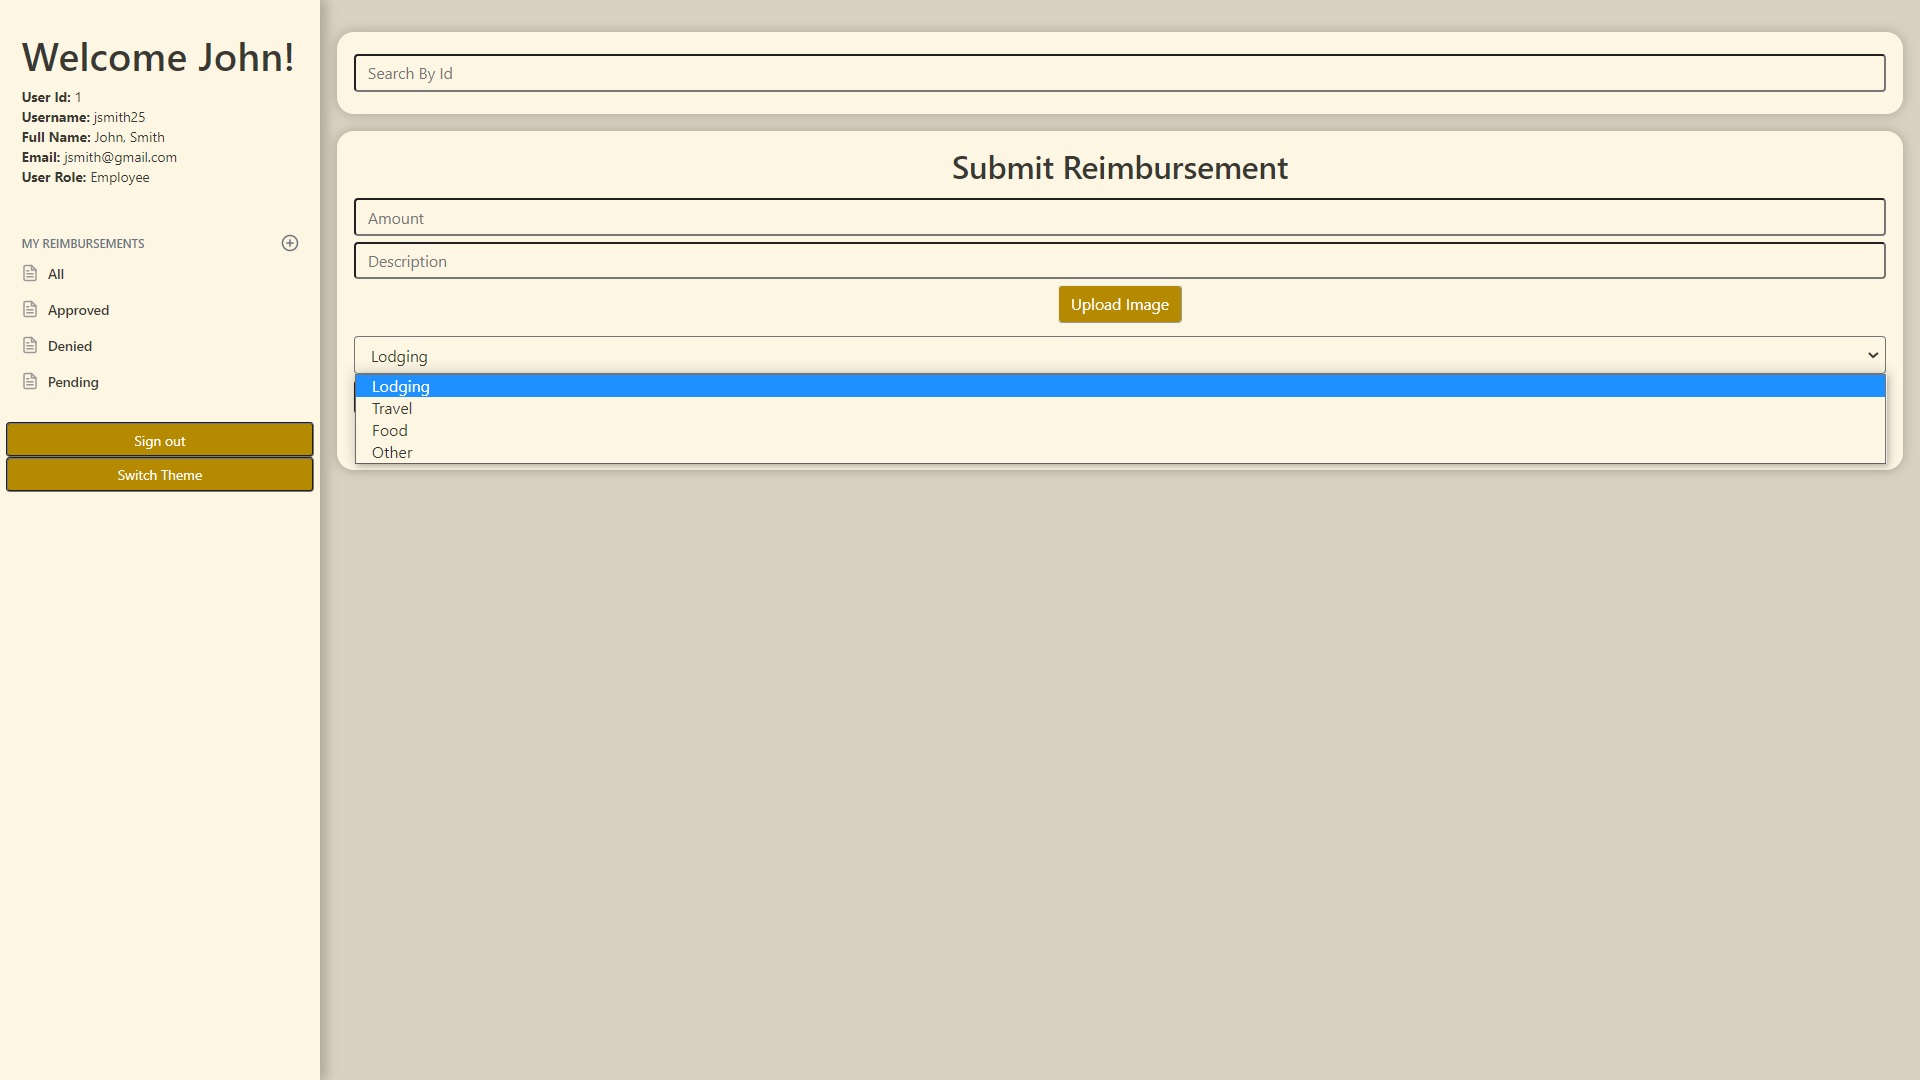 Welcome John!
User Id: 1
Username: jsmith25
Full Name: John, Smith
Email: jsmith@gmail.com
User Role: Employee
MY REIMBURSEMENTS
All
Approved
Denied
Pending
Sign out
Switch Theme
Search By Id
Submit Reimbursement
Amount
Description
Upload Image
Lodging
Lodging
Travel
Food
Other